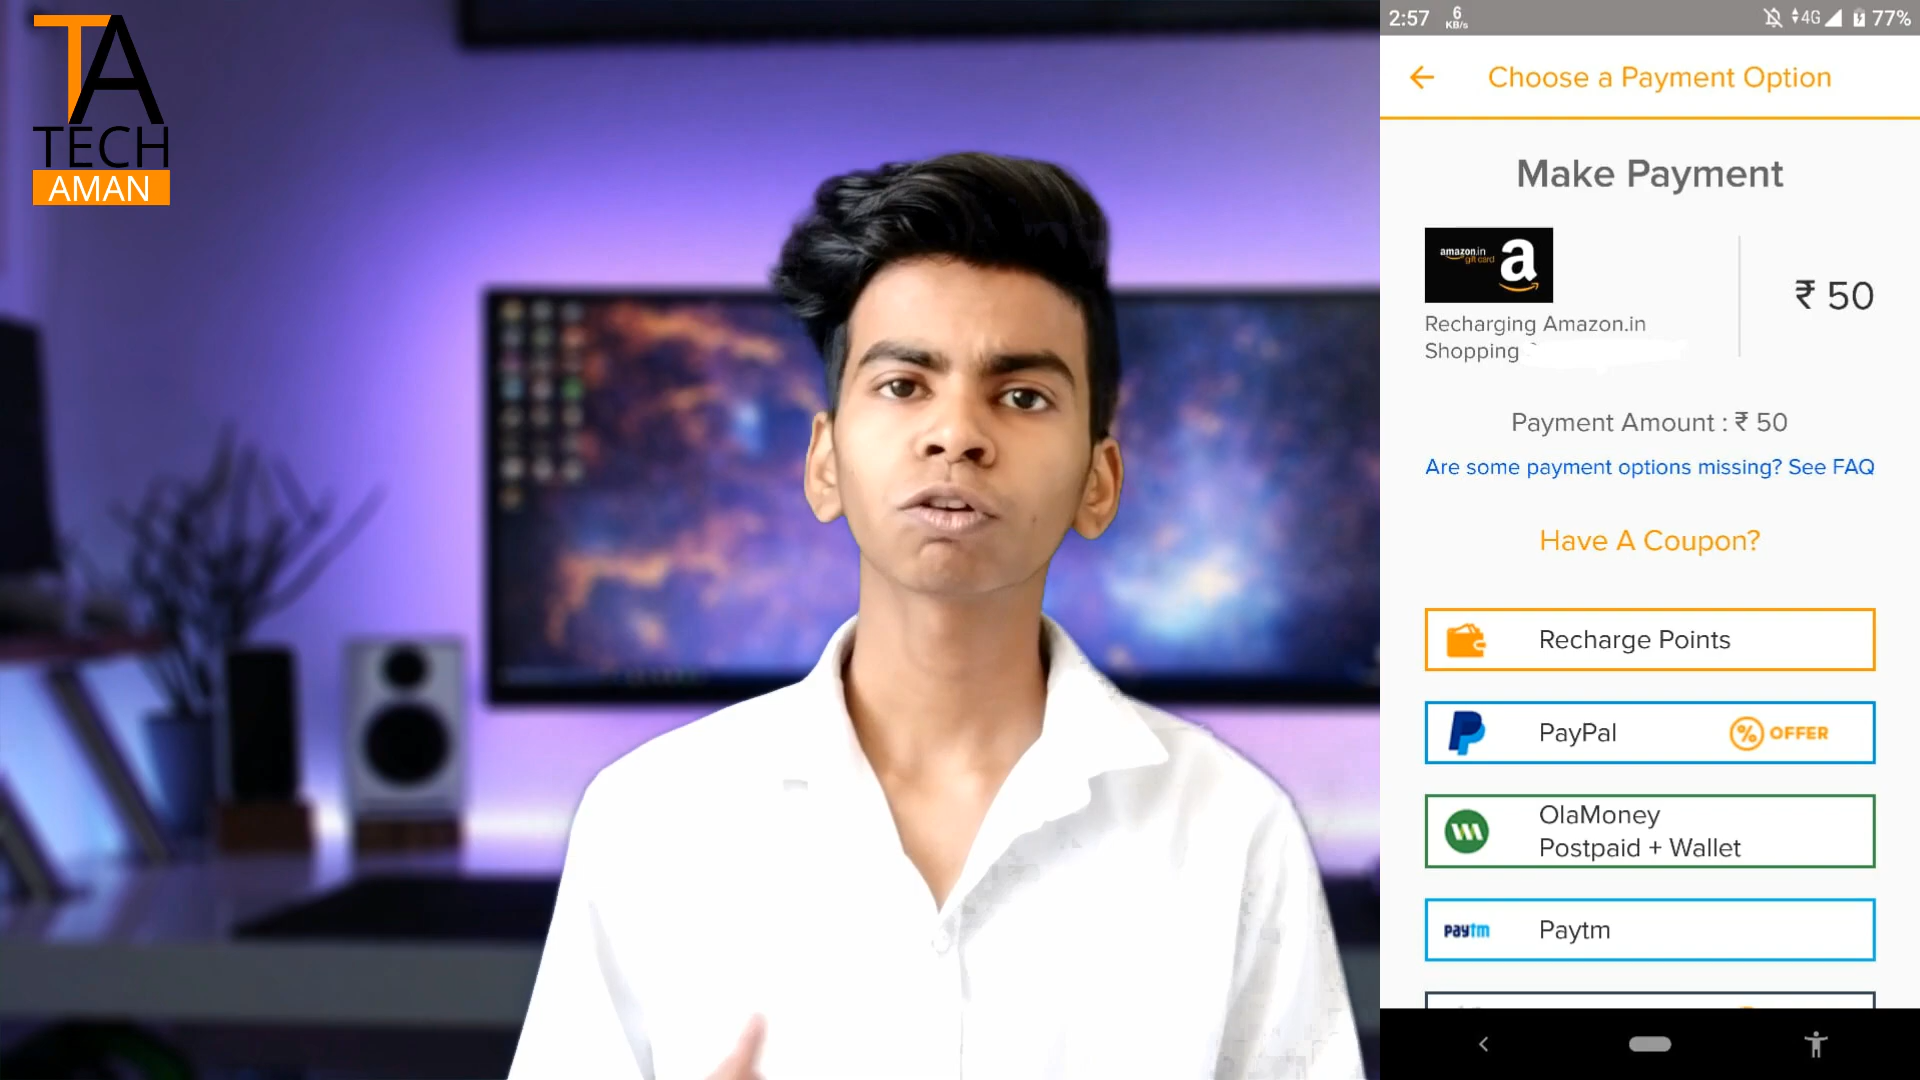 TA
TECH
AMAN
2:57 6 KB/s 4G 77%
Choose a Payment Option
Make Payment
amazon.in
gift card
a
₹ 50
Recharging Amazon.in
Shopping
Payment Amount : ₹ 50
Are some payment options missing? See FAQ
Have A Coupon?
Recharge Points
PayPal % OFFER
OlaMoney
Postpaid + Wallet
paytm Paytm